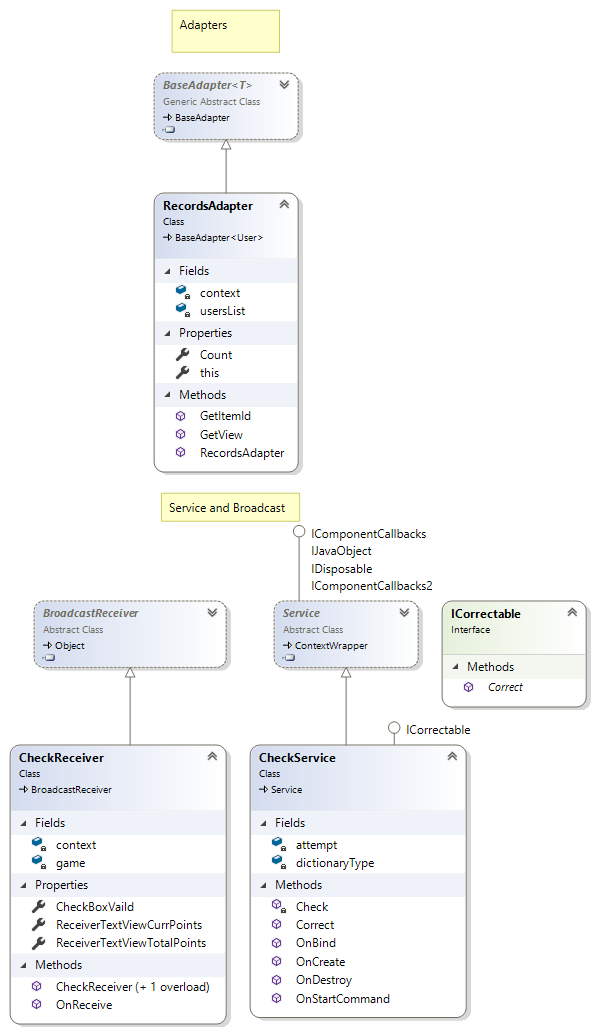 Adapters
BaseAdapter<T>
Generic Abstract Class
BaseAdapter
RecordsAdapter
Class
BaseAdapter<User>
Fields
context
usersList
Properties
Count
this
Methods
GetItemId
GetView
RecordsAdapter
Service and Broadcast
IComponentCallbacks
IJavaObject
IDisposable
IComponentCallbacks2
BroadcastReceiver
Abstract Class
Object
Service
Abstract Class
ContextWrapper
ICorrectable
Interface
Methods
Correct
CheckReceiver
Class
BroadcastReceiver
Fields
context
game
Properties
CheckBoxVaild
ReceiverTextViewCurrPoints
ReceiverTextViewTotalPoints
Methods
CheckReceiver (+ 1 overload)
OnReceive
ICorrectable
CheckService
Class
Service
Fields
attempt
dictionaryType
Methods
Check
Correct
OnBind
OnCreate
OnDestroy
OnStartCommand